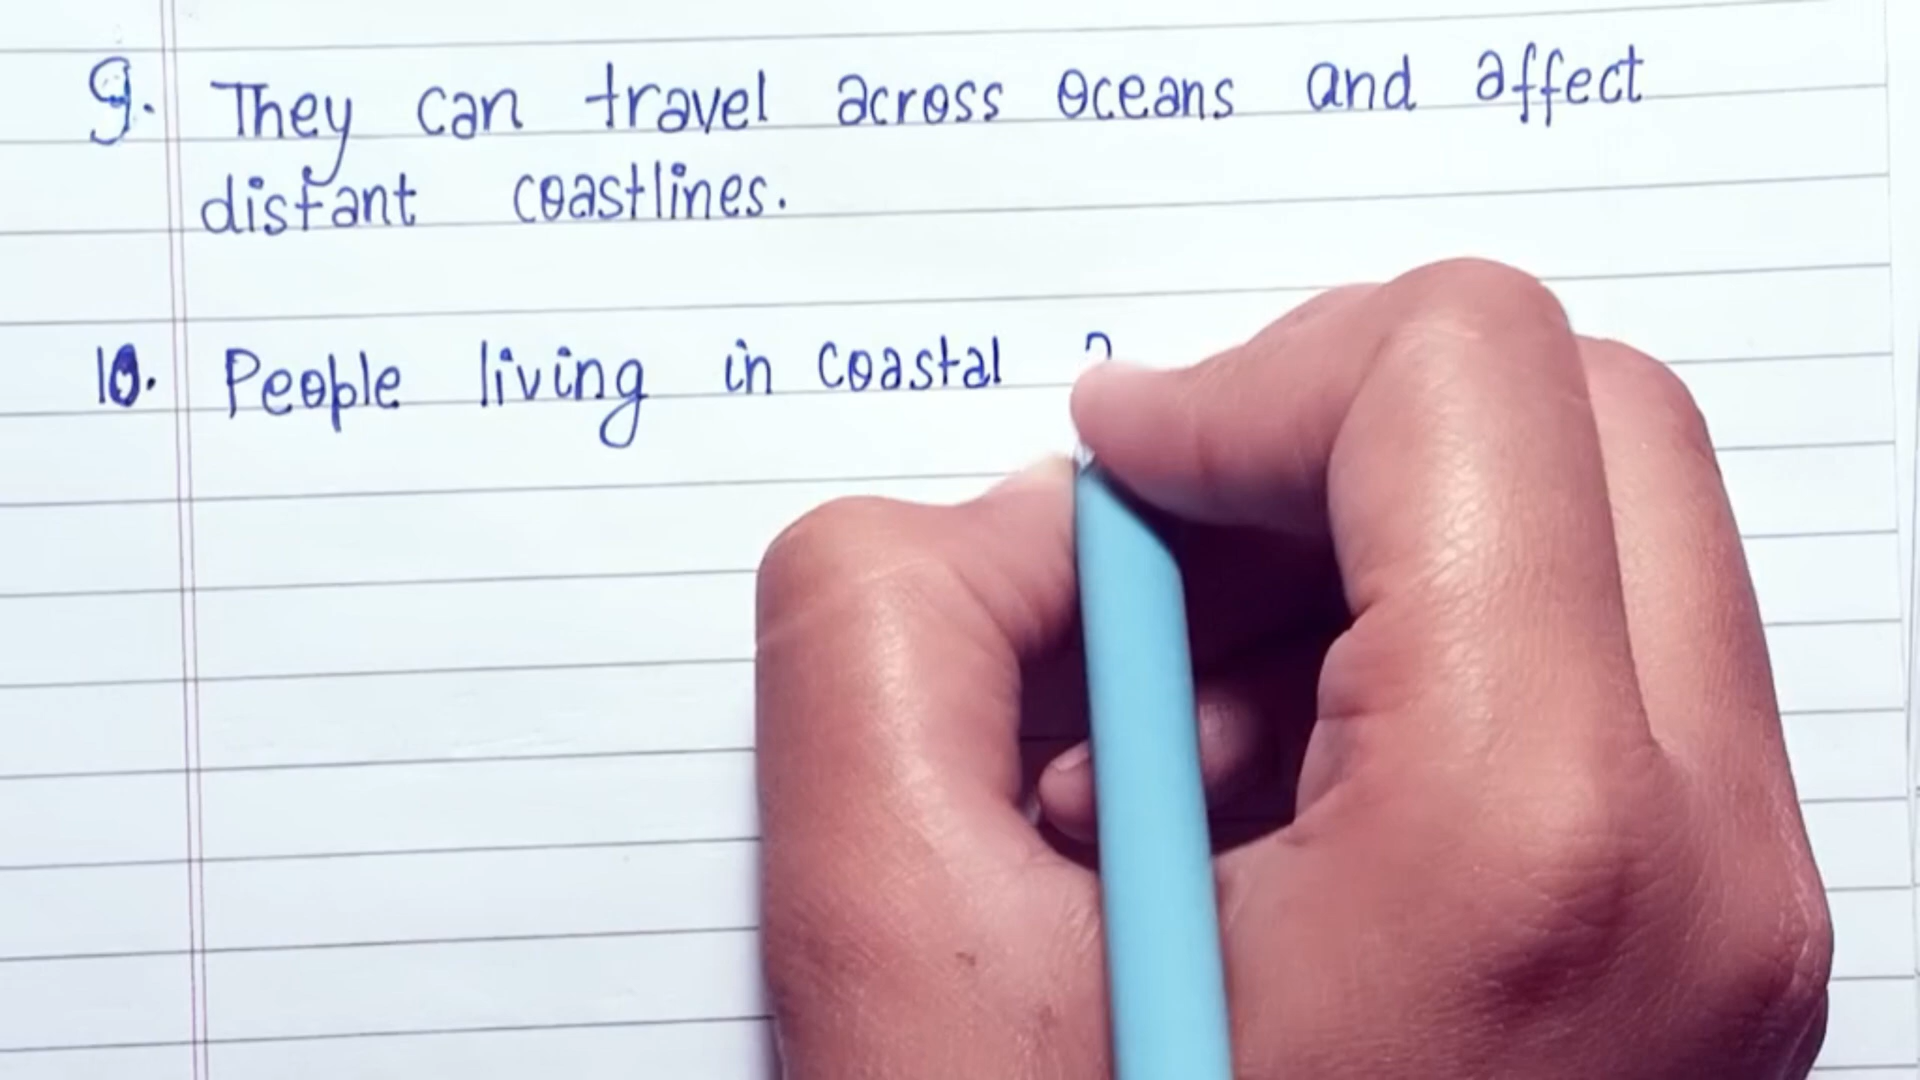 9. They can travel across oceans and affect
distant coastlines.
10. People living in coastal